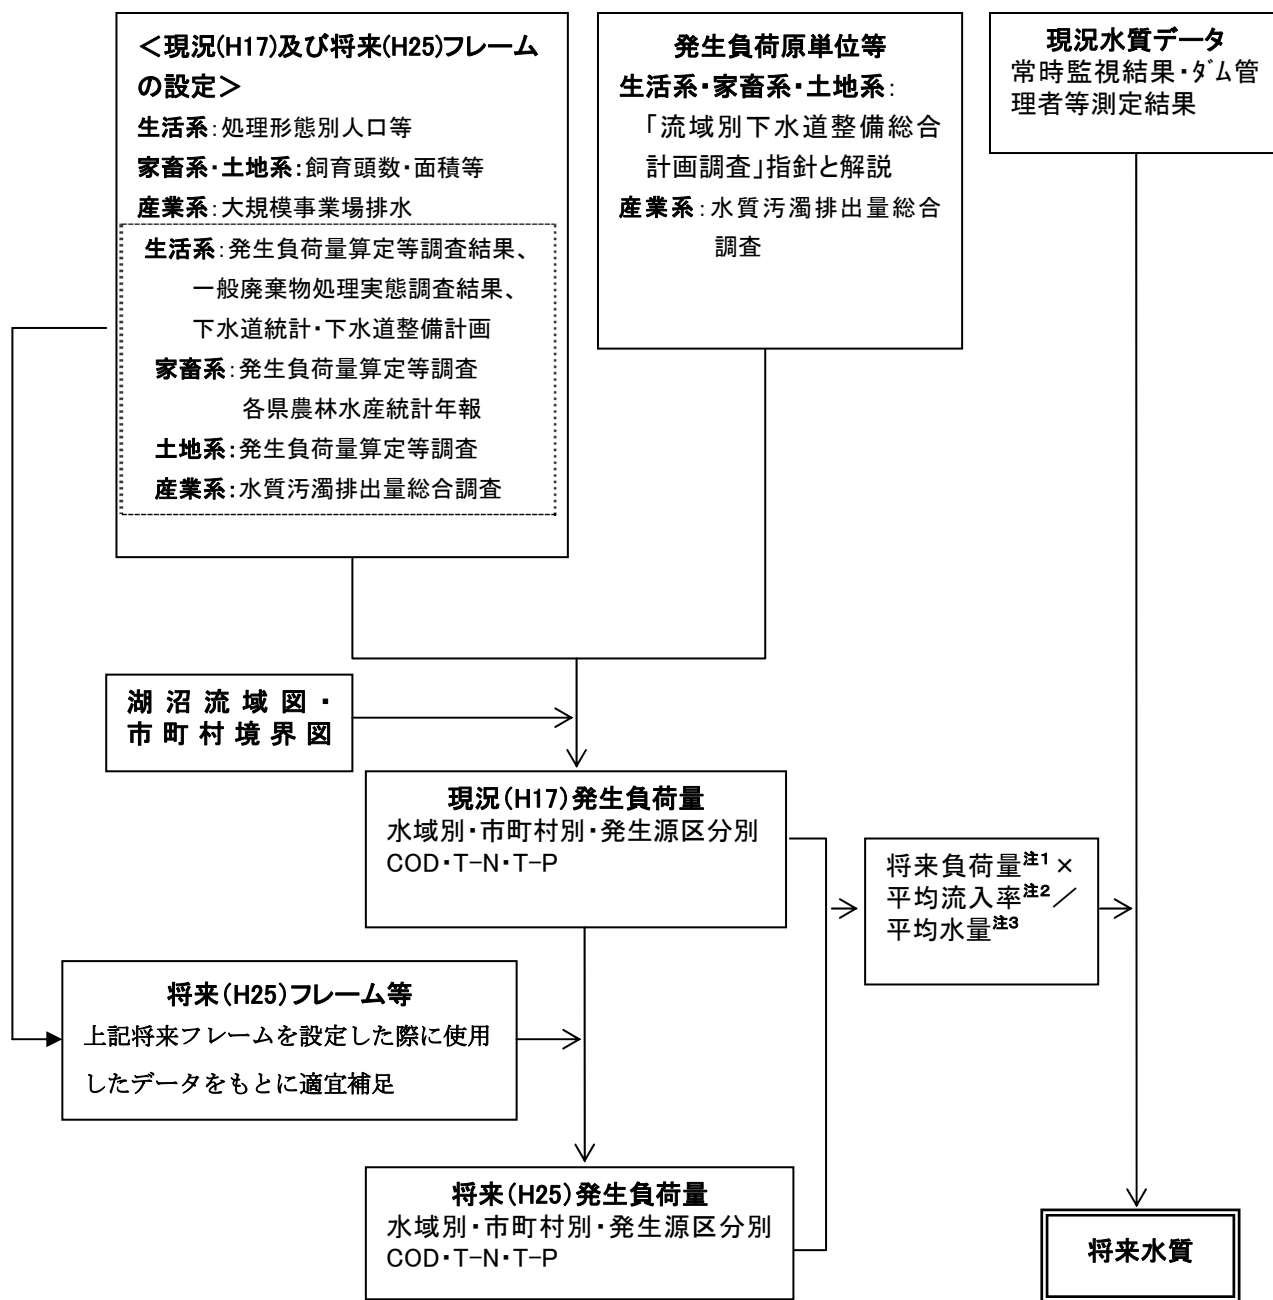 ＜現況(H17)及び将来(H25)フレーム
の設定＞
生活系：処理形態別人口等
家畜系・土地系：飼育頭数・面積等
産業系：大規模事業場排水
生活系：発生負荷量算定等調査結果、
一般廃棄物処理実態調査結果、
下水道統計・下水道整備計画
家畜系：発生負荷量算定等調査
各県農林水産統計年報
土地系：発生負荷量算定等調査
産業系：水質汚濁排出量総合調査
発生負荷原単位等
生活系・家畜系・土地系：
「流域別下水道整備総合
計画調査」指針と解説
産業系：水質汚濁排出量総合
調査
現況水質データ
常時監視結果・ﾀﾞﾑ管
理者等測定結果
湖沼流域図・
市町村境界図
現況（H17）発生負荷量
水域別・市町村別・発生源区分別
COD・T-N・T-P
将来負荷量注1×
平均流入率注2／
平均水量注3
将来（H25）フレーム等
上記将来フレームを設定した際に使用
したデータをもとに適宜補足
将来（H25）発生負荷量
水域別・市町村別・発生源区分別
COD・T-N・T-P
将来水質